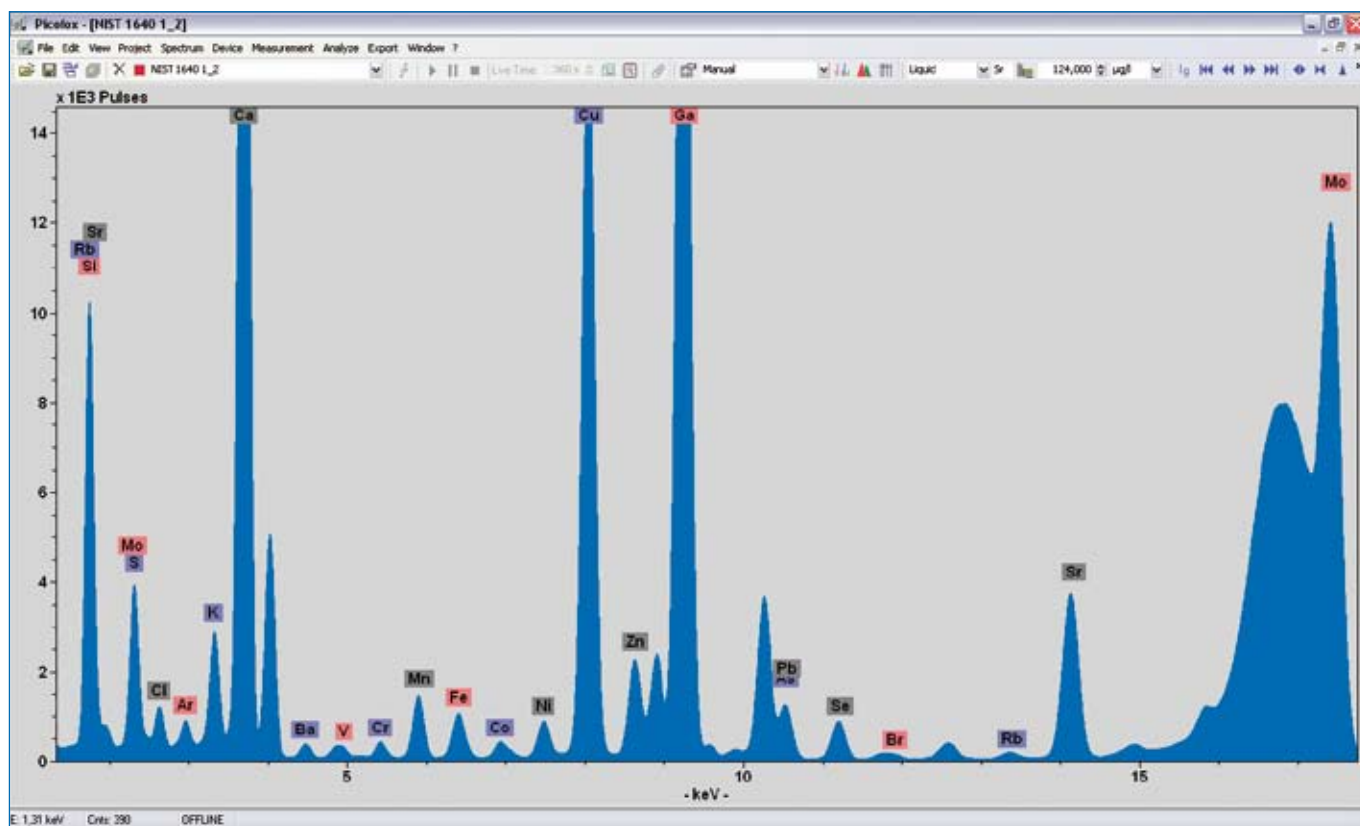 Picofox - [NIST 1640 1_2]
File Edit View Project Spectrum Device Measurement Analyze Export Window ?
NIST 1640 1_2 Live Time Manual Liquid Sr 124,000 µg/l lg
x 1E3 Pulses
14
12
10
8
6
4
2
0
Ca
Cu
Ga
Mo
Sr
Rb
Si
Mo
S
K
Cl
Ar
Ba
V
Cr
Mn
Fe
Co
Ni
Zn
Pb
Se
Br
Rb
Sr
5
10
15
- keV -
E: 1,31 keV Cnts: 390 OFFLINE